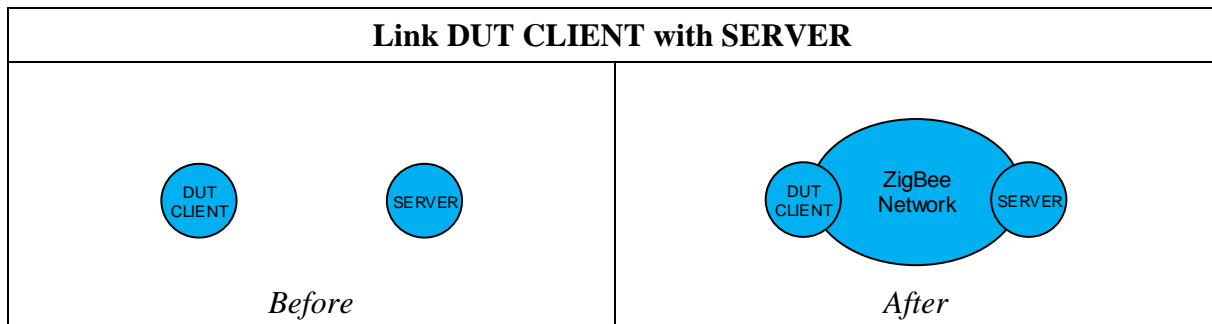 Link DUT CLIENT with SERVER
DUT
CLIENT
SERVER
Before
DUT
CLIENT
ZigBee
Network
SERVER
After